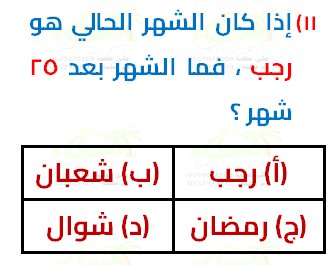 ١١) إذا كان الشهر الحالي هو
رجب ، فما الشهر بعد ٢٥
شهر ؟
(أ) رجب (ب) شعبان
(ج) رمضان (د) شوال